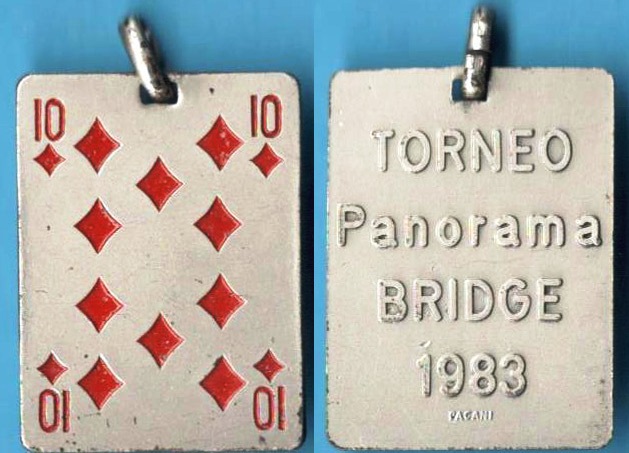 10 10
10 10
TORNEO
Panorama
BRIDGE
1983
PAGANI